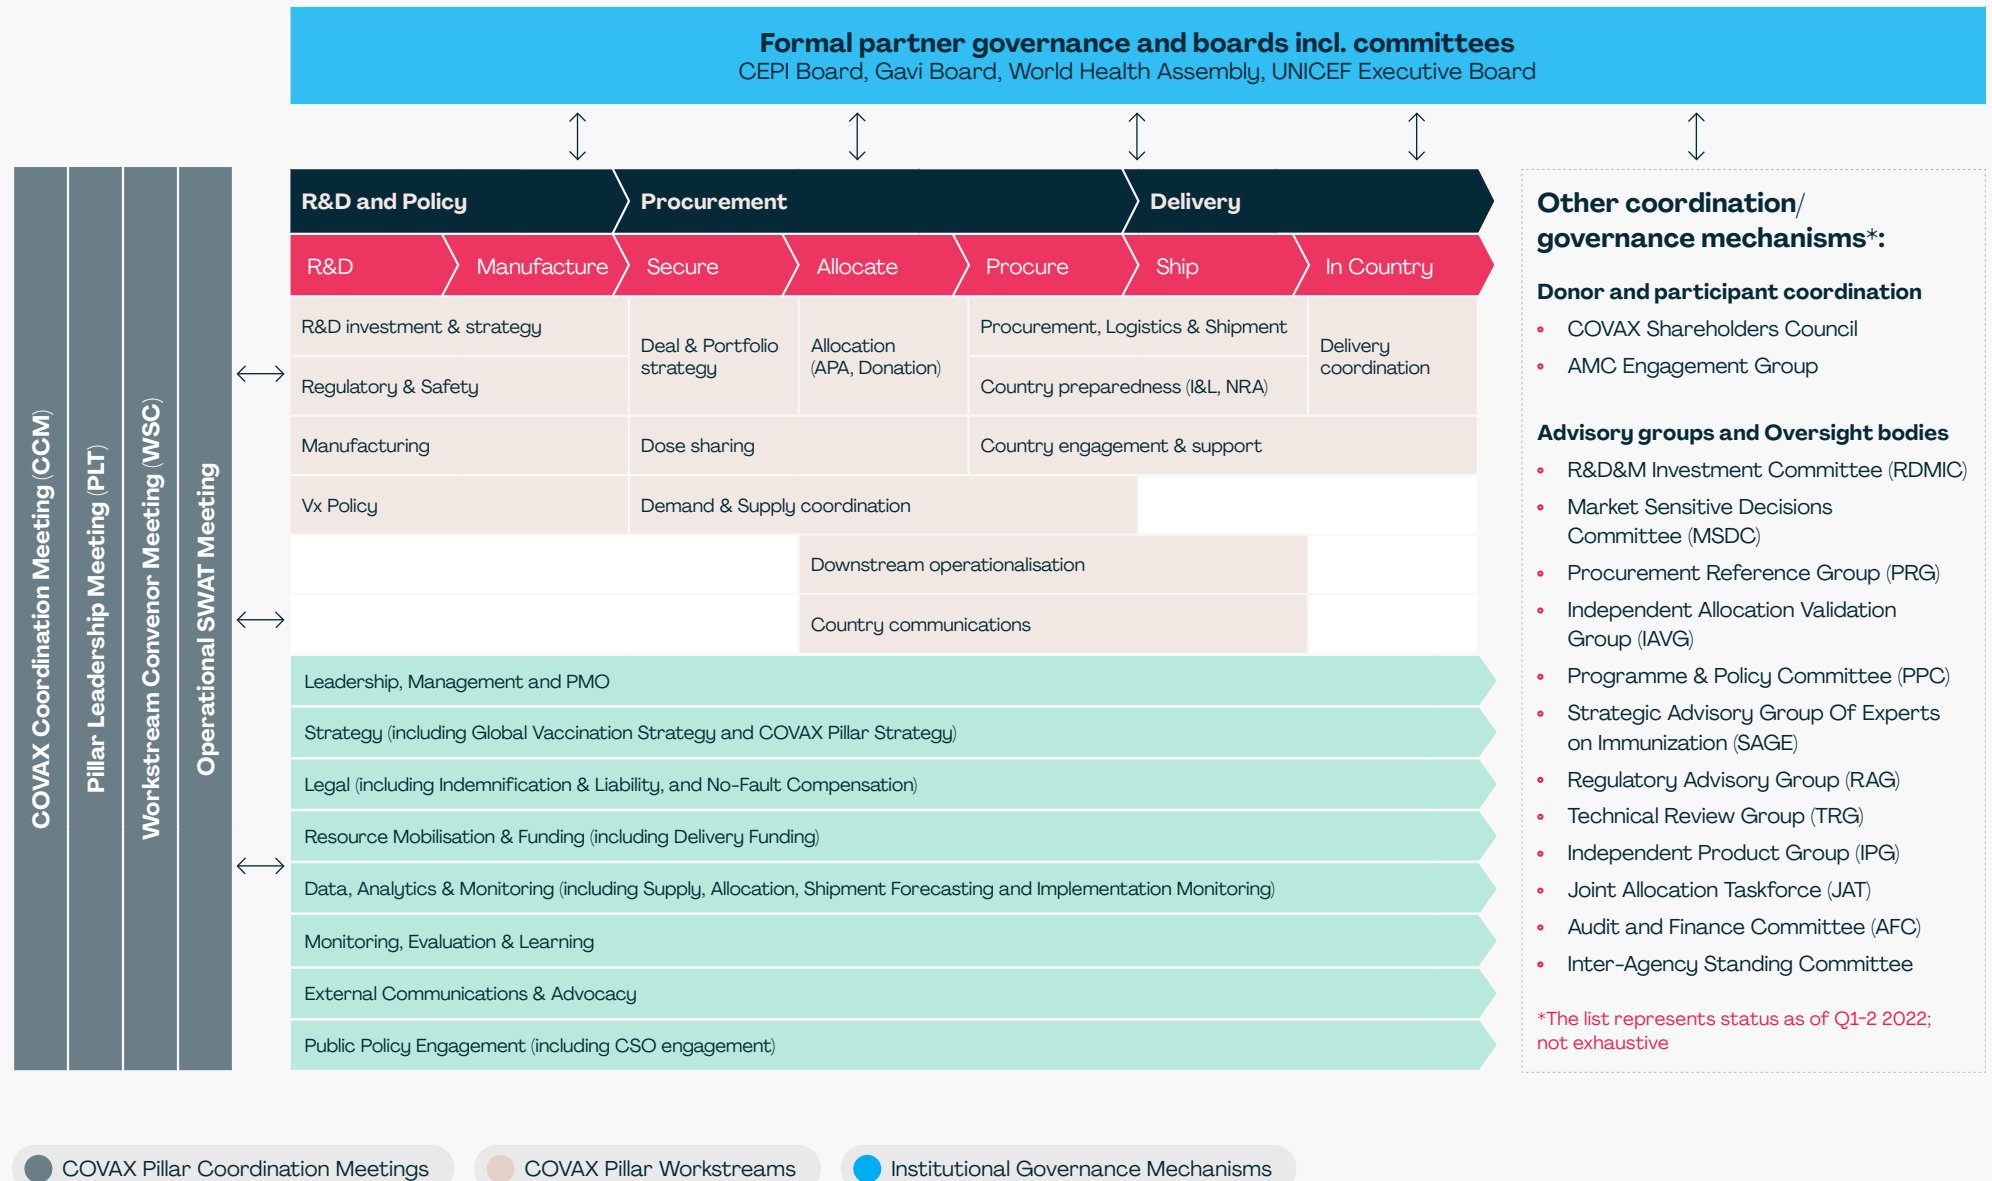 Formal partner governance and boards incl. committees
CEPI Board, Gavi Board, World Health Assembly, UNICEF Executive Board
COVAX Coordination Meeting (CCM)
Pillar Leadership Meeting (PLT)
Workstream Convenor Meeting (WSC)
Operational SWAT Meeting
R&D and Policy
Procurement
Delivery
R&D
Manufacture
Secure
Allocate
Procure
Ship
In Country
R&D investment & strategy
Regulatory & Safety
Deal & Portfolio
strategy
Allocation
(APA, Donation)
Procurement, Logistics & Shipment
Country preparedness (I&L, NRA)
Delivery
coordination
Manufacturing
Dose sharing
Country engagement & support
Vx Policy
Demand & Supply coordination
Downstream operationalisation
Country communications
Leadership, Management and PMO
Strategy (including Global Vaccination Strategy and COVAX Pillar Strategy)
Legal (including Indemnification & Liability, and No-Fault Compensation)
Resource Mobilisation & Funding (including Delivery Funding)
Data, Analytics & Monitoring (including Supply, Allocation, Shipment Forecasting and Implementation Monitoring)
Monitoring, Evaluation & Learning
External Communications & Advocacy
Public Policy Engagement (including CSO engagement)
Other coordination/
governance mechanisms*:
Donor and participant coordination
• COVAX Shareholders Council
• AMC Engagement Group
Advisory groups and Oversight bodies
• R&D&M Investment Committee (RDMIC)
• Market Sensitive Decisions
Committee (MSDC)
• Procurement Reference Group (PRG)
• Independent Allocation Validation
Group (IAVG)
• Programme & Policy Committee (PPC)
• Strategic Advisory Group Of Experts
on Immunization (SAGE)
• Regulatory Advisory Group (RAG)
• Technical Review Group (TRG)
• Independent Product Group (IPG)
• Joint Allocation Taskforce (JAT)
• Audit and Finance Committee (AFC)
• Inter-Agency Standing Committee
*The list represents status as of Q1-2 2022;
not exhaustive
COVAX Pillar Coordination Meetings
COVAX Pillar Workstreams
Institutional Governance Mechanisms